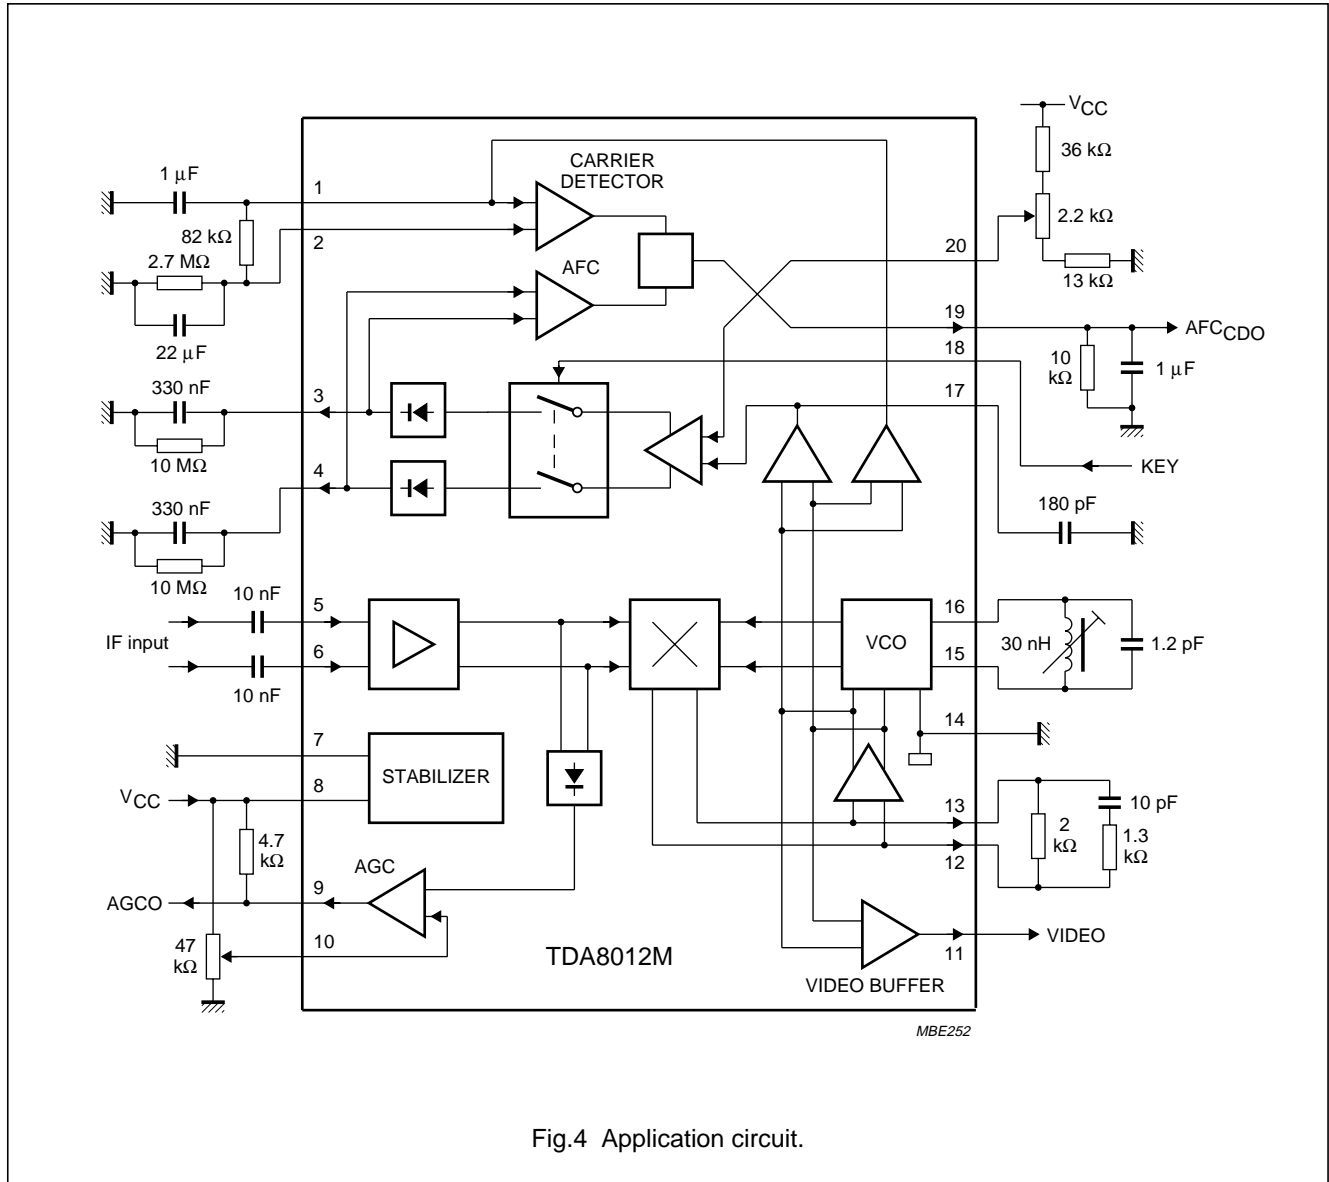 VCC
36 kΩ
2.2 kΩ
13 kΩ
20
1 µF
1
CARRIER
DETECTOR
82 kΩ
2
2.7 MΩ
22 µF
AFC
19
AFCCDO
18
10
kΩ
1 µF
17
330 nF
3
10 MΩ
4
KEY
330 nF
180 pF
10 MΩ
10 nF
5
IF input
6
10 nF
VCO
16
15
30 nH
1.2 pF
14
7
STABILIZER
VCC
8
4.7
kΩ
13
12
2
kΩ
10 pF
1.3
kΩ
AGC
AGCO
9
10
47
kΩ
TDA8012M
11
VIDEO
VIDEO BUFFER
MBE252
Fig.4 Application circuit.